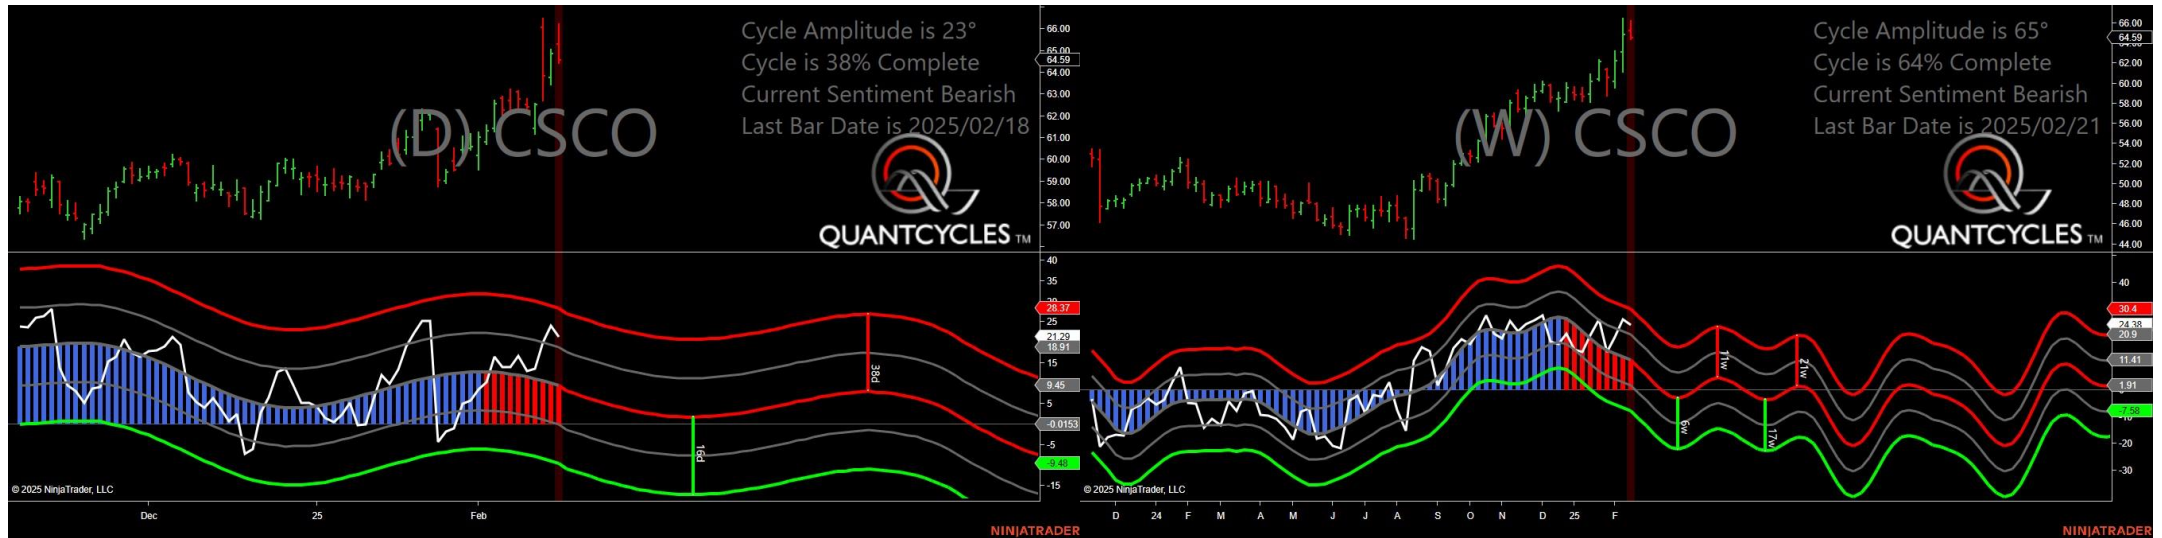 Cycle Amplitude is 23°
Cycle is 38% Complete
Current Sentiment Bearish
Last Bar Date is 2025/02/18
(D) CSCO
QUANTCYCLES TM
66.00
65.00
64.59
64.00
63.00
62.00
61.00
60.00
59.00
58.00
57.00
40
35
28.37
25
21.29
18.91
15
9.45
5
-0.0153
-5
-9.48
-15
38d
16d
© 2025 NinjaTrader, LLC
Dec
25
Feb
NINJATRADER
Cycle Amplitude is 65°
Cycle is 64% Complete
Current Sentiment Bearish
Last Bar Date is 2025/02/21
(W) CSCO
QUANTCYCLES TM
66.00
64.59
62.00
60.00
58.00
56.00
54.00
52.00
50.00
48.00
46.00
44.00
40
30.4
24.38
20.9
11.41
1.91
-7.58
-20
-30
11w
21w
6w
17w
© 2025 NinjaTrader, LLC
D
24
F
M
A
M
J
J
A
S
O
N
D
25
F
NINJATRADER